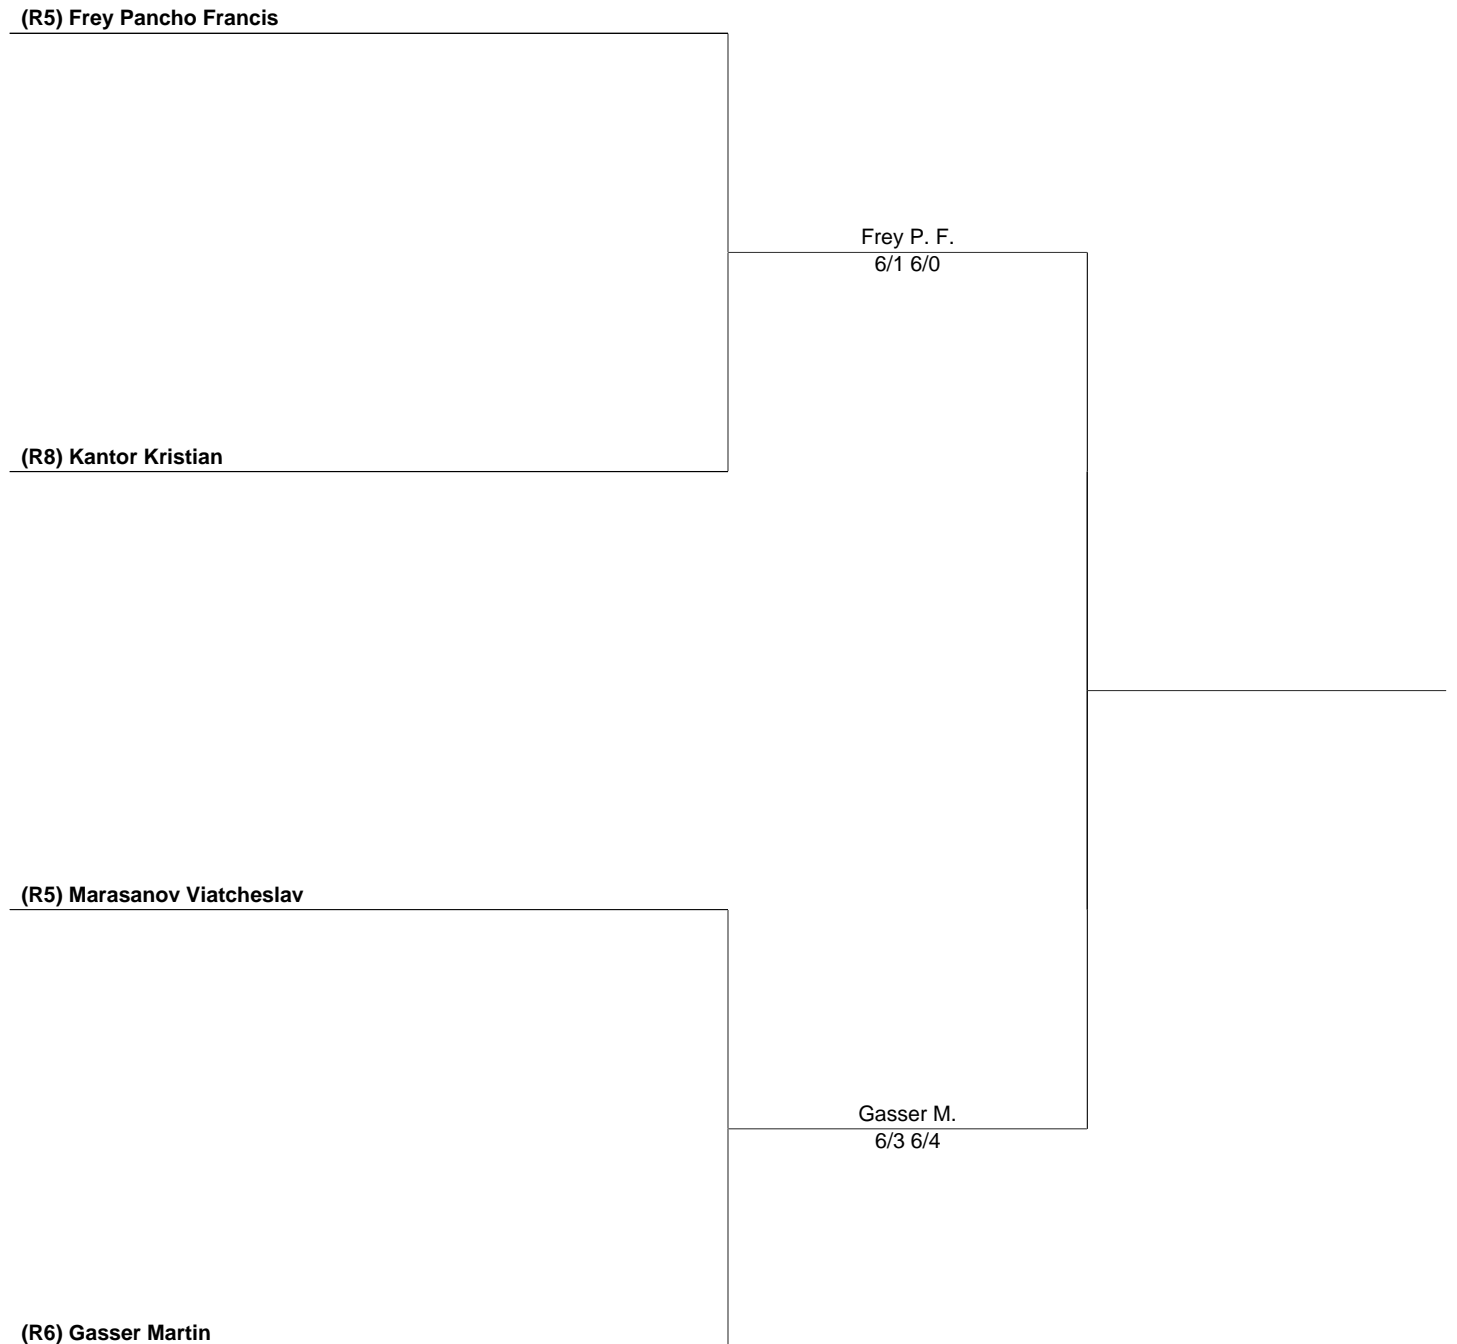 (R5) Frey Pancho Francis
Frey P. F.
6/1 6/0
(R8) Kantor Kristian
(R5) Marasanov Viatcheslav
Gasser M.
6/3 6/4
(R6) Gasser Martin